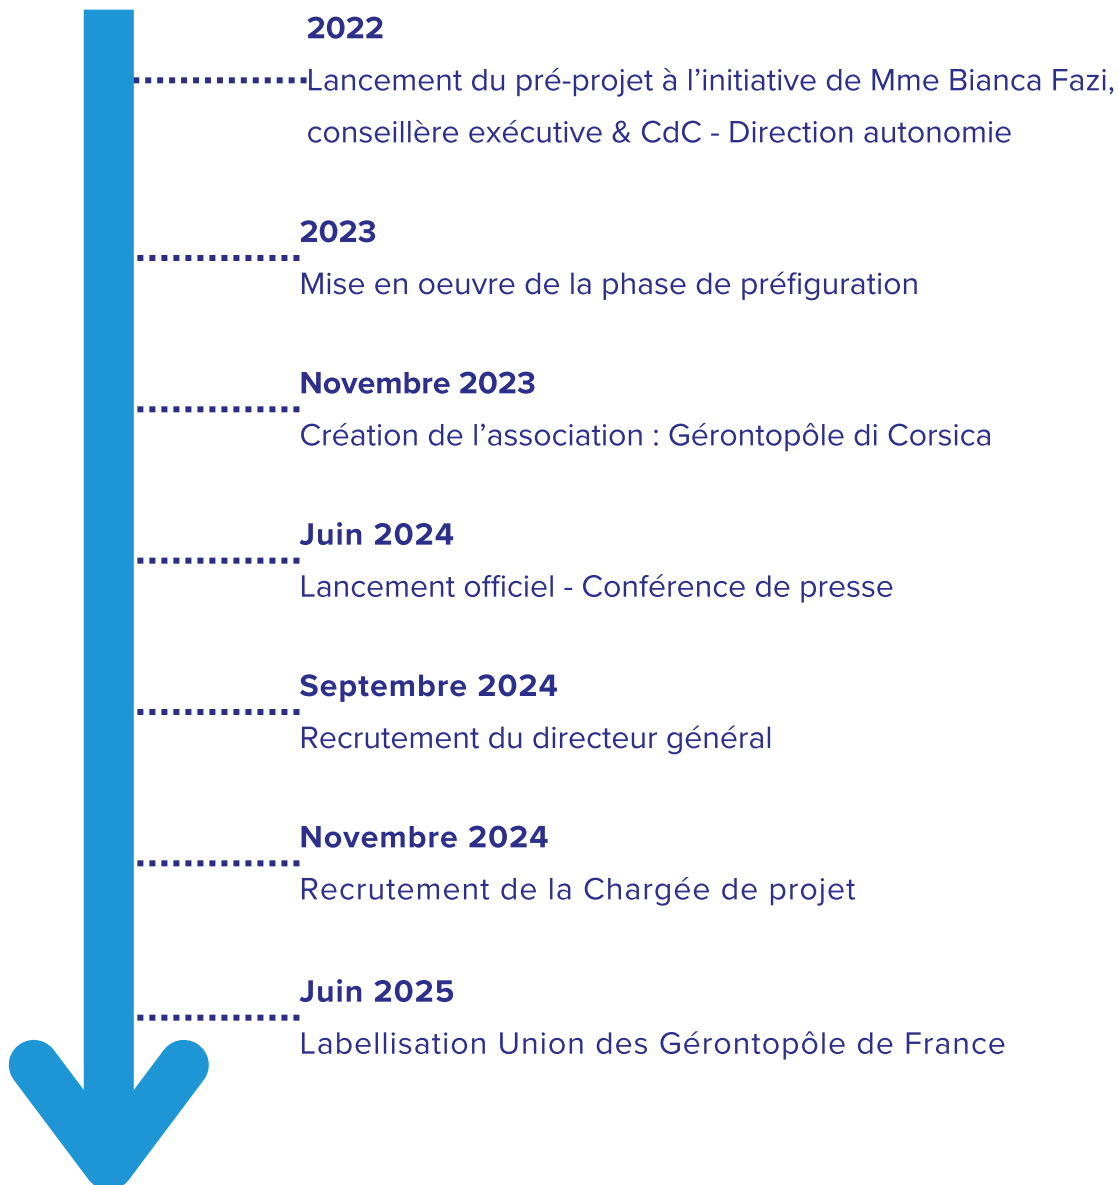 2022
Lancement du pré-projet à l’initiative de Mme Bianca Fazi,
conseillère exécutive & CdC - Direction autonomie
2023
Mise en oeuvre de la phase de préfiguration
Novembre 2023
Création de l’association : Gérontopôle di Corsica
Juin 2024
Lancement officiel - Conférence de presse
Septembre 2024
Recrutement du directeur général
Novembre 2024
Recrutement de la Chargée de projet
Juin 2025
Labellisation Union des Gérontopôle de France